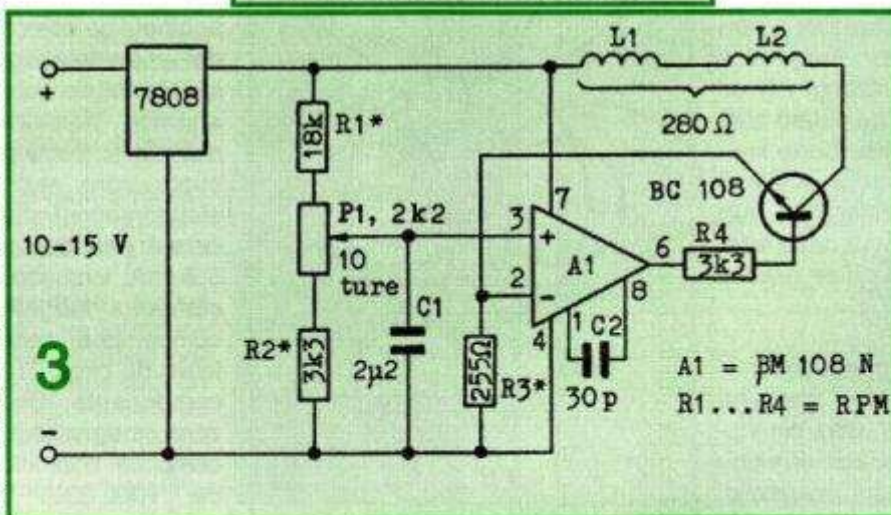 L1 L2
+
7808
18k R1*
280 Ω
BC 108
P1, 2k2
3 7
10-15 V
10
ture
+ A1 6 R4
3k3
2 -
C1
8
1 C2
4
R2* 3k3
2µ2
255Ω
R3*
30p
A1 = βM 108 N
R1...R4 = RPM
3
-